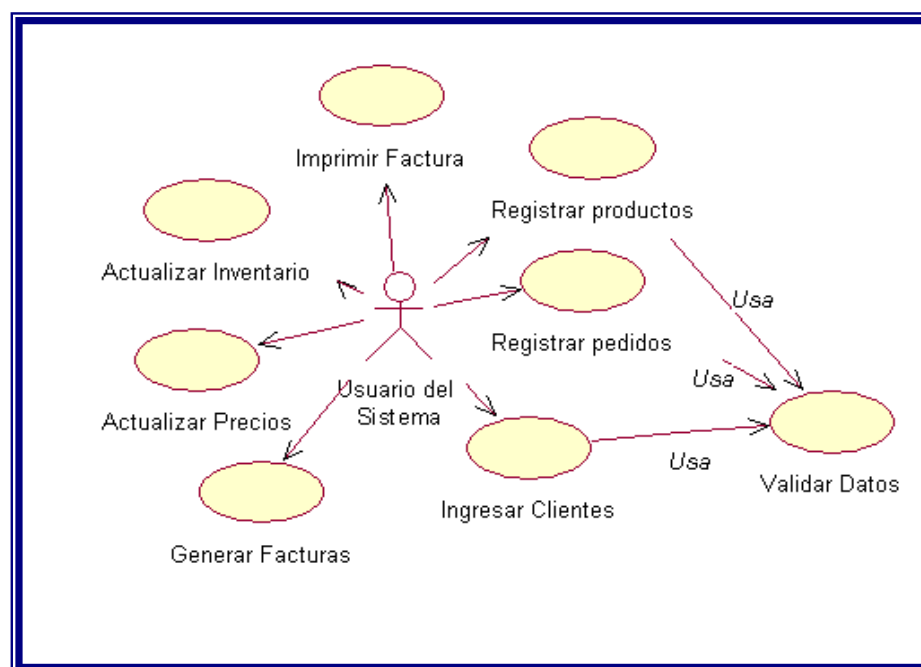 Imprimir Factura
Registrar productos
Actualizar Inventario
Usa
Registrar pedidos
Usa
Usuario del
Sistema
Actualizar Precios
Usa
Validar Datos
Ingresar Clientes
Generar Facturas